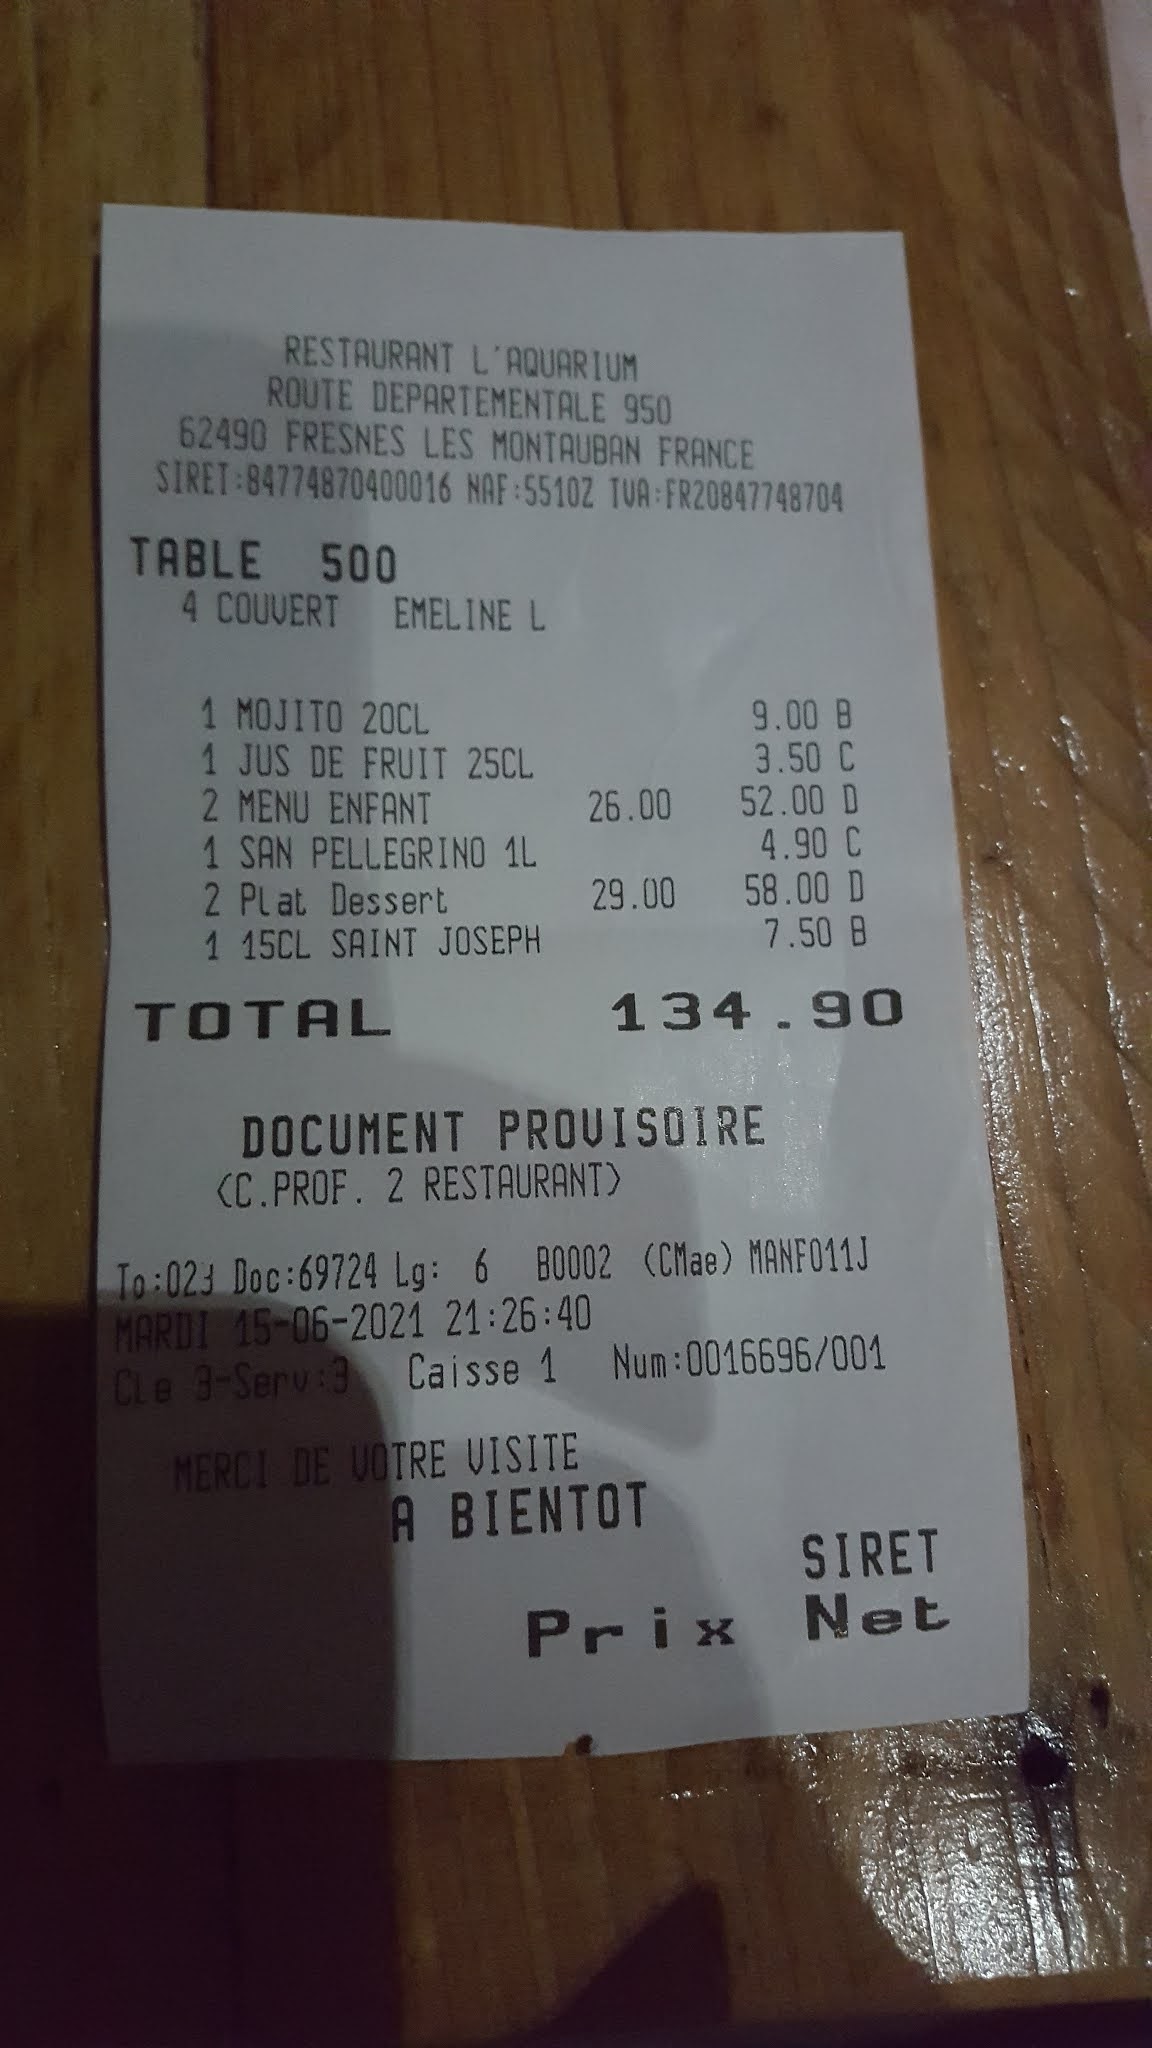 RESTAURANT L'AQUARIUM
ROUTE DEPARTEMENTALE 950
62490 FRESNES LES MONTAUBAN FRANCE
SIRET:84774870400016 NAF:5510Z TVA:FR20847748704
TABLE 500
4 COUVERT EMELINE L
1 MOJITO 20CL 9.00 B
1 JUS DE FRUIT 25CL 3.50 C
2 MENU ENFANT 26.00 52.00 D
1 SAN PELLEGRINO 1L 4.90 C
2 Plat Dessert 29.00 58.00 D
1 15CL SAINT JOSEPH 7.50 B
TOTAL 134.90
DOCUMENT PROVISOIRE
(C.PROF. 2 RESTAURANT)
To:023 Doc:69724 Lg: 6 B0002 (CMae) MANF011J
MARDI 15-06-2021 21:26:40
Cle 3-Serv:3 Caisse 1 Num:0016696/001
MERCI DE VOTRE VISITE
A BIENTOT
SIRET
Prix Net